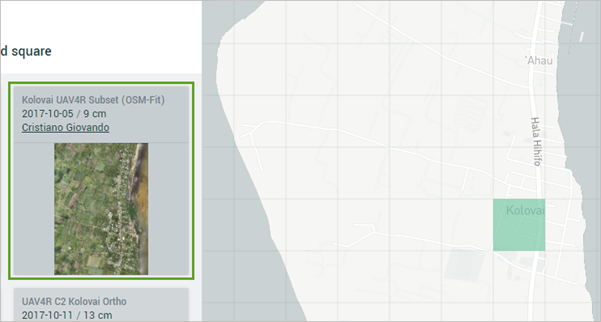 d square
Kolovai UAV4R Subset (OSM-Fit)
2017-10-05 / 9 cm
Cristiano Giovando
UAV4R C2 Kolovai Ortho
2017-10-11 / 13 cm
'Ahau
Hala Hihifo
Kolovai